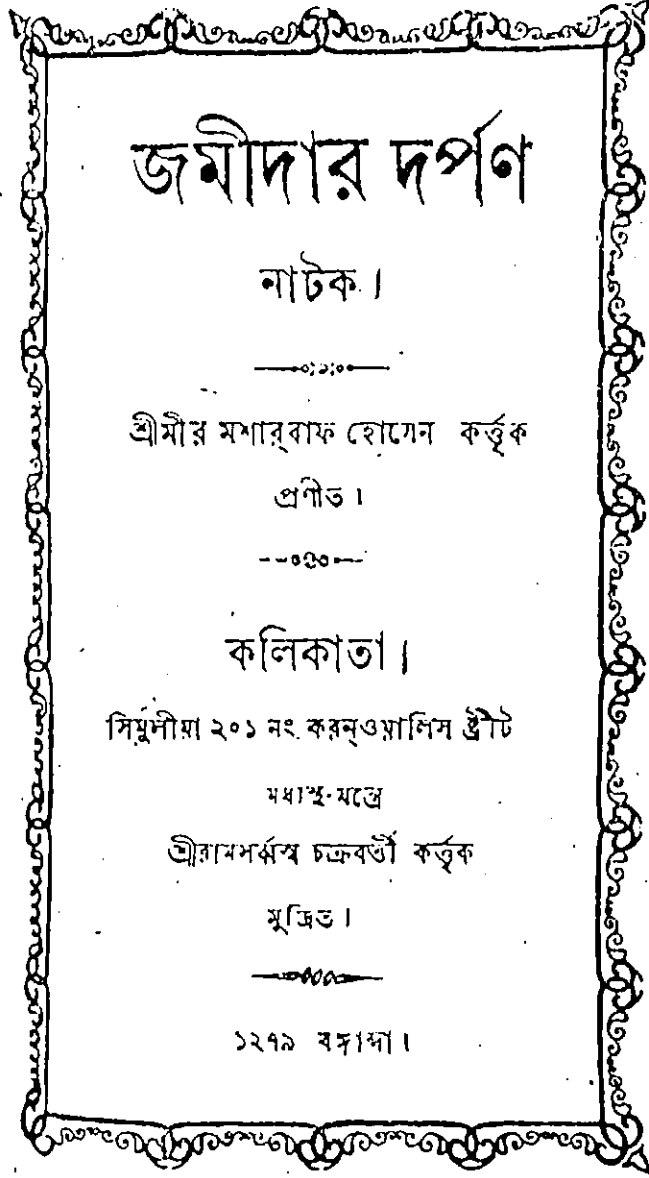 জমীদার দর্পণ
নাটক।
শ্রীমীর মশার্‌রাফ হোসেন কর্ত্তৃক
প্রণীত।
কলিকাতা।
সিমুলীয়া ২০১ নং করন্‌ওয়ালিস ষ্ট্রীট
মধ্যস্থ-যন্ত্রে
শ্রীরামসর্ব্বস্ব চক্রবর্ত্তী কর্ত্তৃক
মুদ্রিত।
১২৭৯ বঙ্গাব্দা।